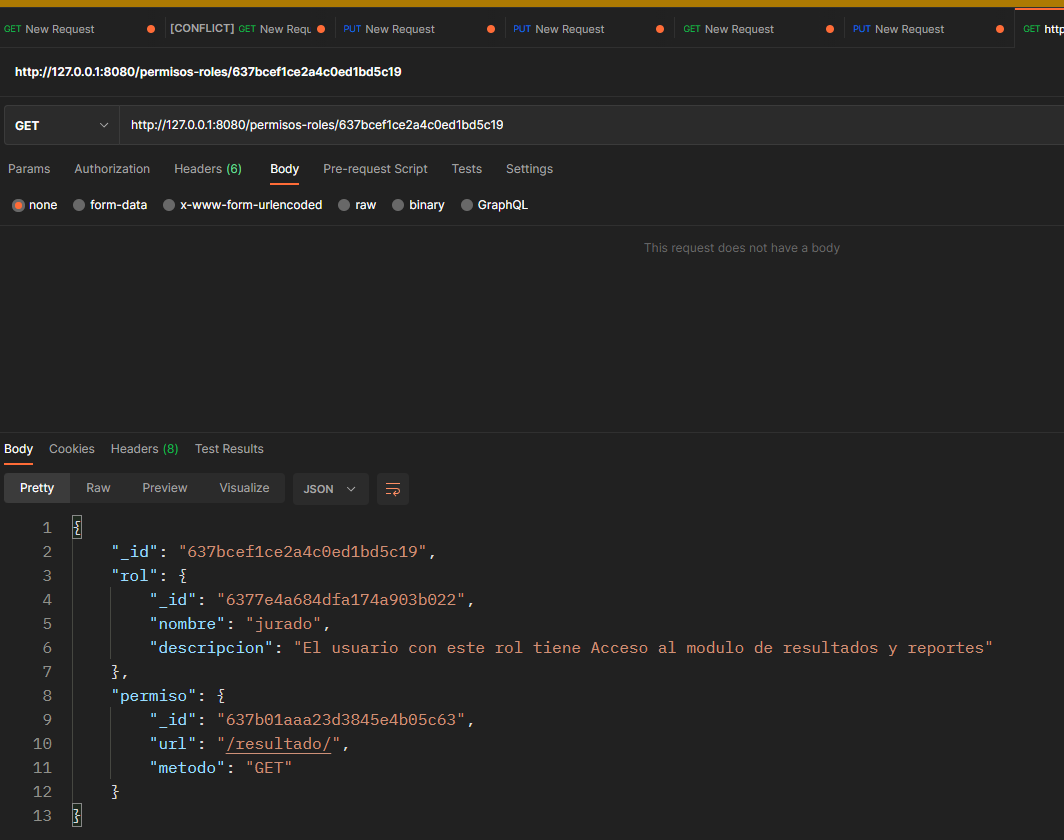 GET New Request [CONFLICT] GET New Requ PUT New Request PUT New Request GET New Request PUT New Request GET http
http://127.0.0.1:8080/permisos-roles/637bcef1ce2a4c0ed1bd5c19
GET http://127.0.0.1:8080/permisos-roles/637bcef1ce2a4c0ed1bd5c19
Params Authorization Headers (6) Body Pre-request Script Tests Settings
none form-data x-www-form-urlencoded raw binary GraphQL
This request does not have a body
Body Cookies Headers (8) Test Results
Pretty Raw Preview Visualize JSON
1 {
2 "_id": "637bcef1ce2a4c0ed1bd5c19",
3 "rol": {
4 "_id": "6377e4a684dfa174a903b022",
5 "nombre": "jurado",
6 "descripcion": "El usuario con este rol tiene Acceso al modulo de resultados y reportes"
7 },
8 "permiso": {
9 "_id": "637b01aaa23d3845e4b05c63",
10 "url": "/resultado/",
11 "metodo": "GET"
12 }
13 }